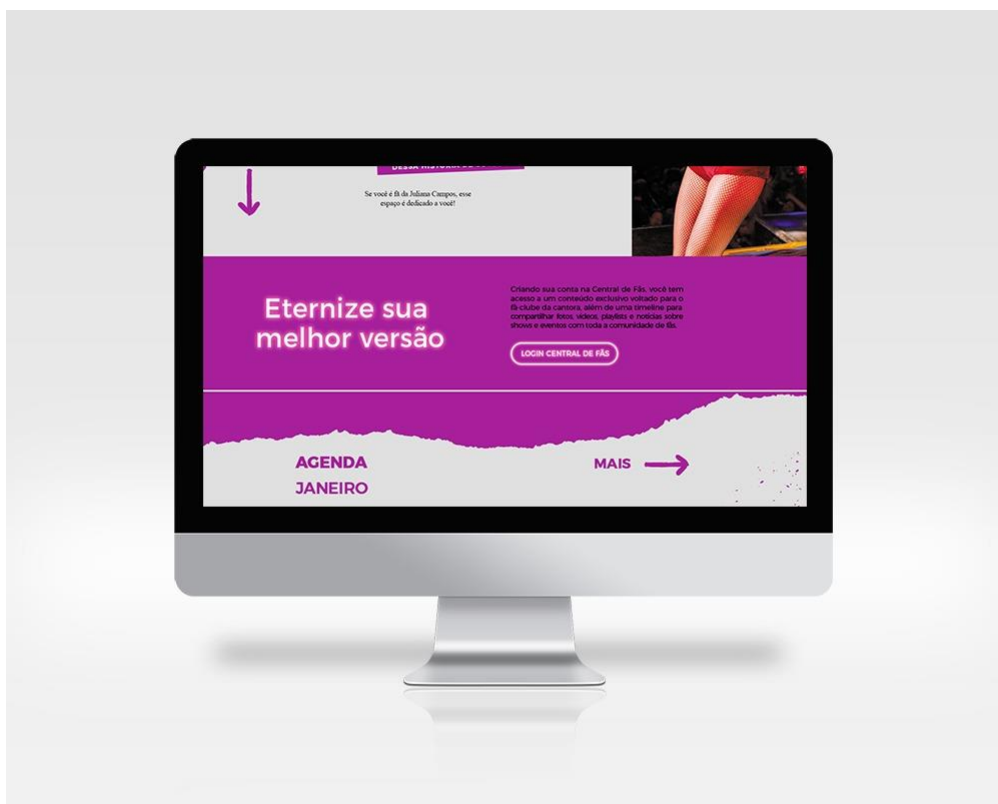 DESSA HISTÓRIA DE
Se você é fã da Juliana Campos, esse
espaço é dedicado a você!
Eternize sua
melhor versão
Criando sua conta na Central de Fãs, você tem
acesso a um conteúdo exclusivo voltado para o
fã-clube da cantora, além de uma timeline para
compartilhar fotos, vídeos, playlists e notícias sobre
shows e eventos com toda a comunidade de fãs.
LOGIN CENTRAL DE FÃS
AGENDA
MAIS
JANEIRO